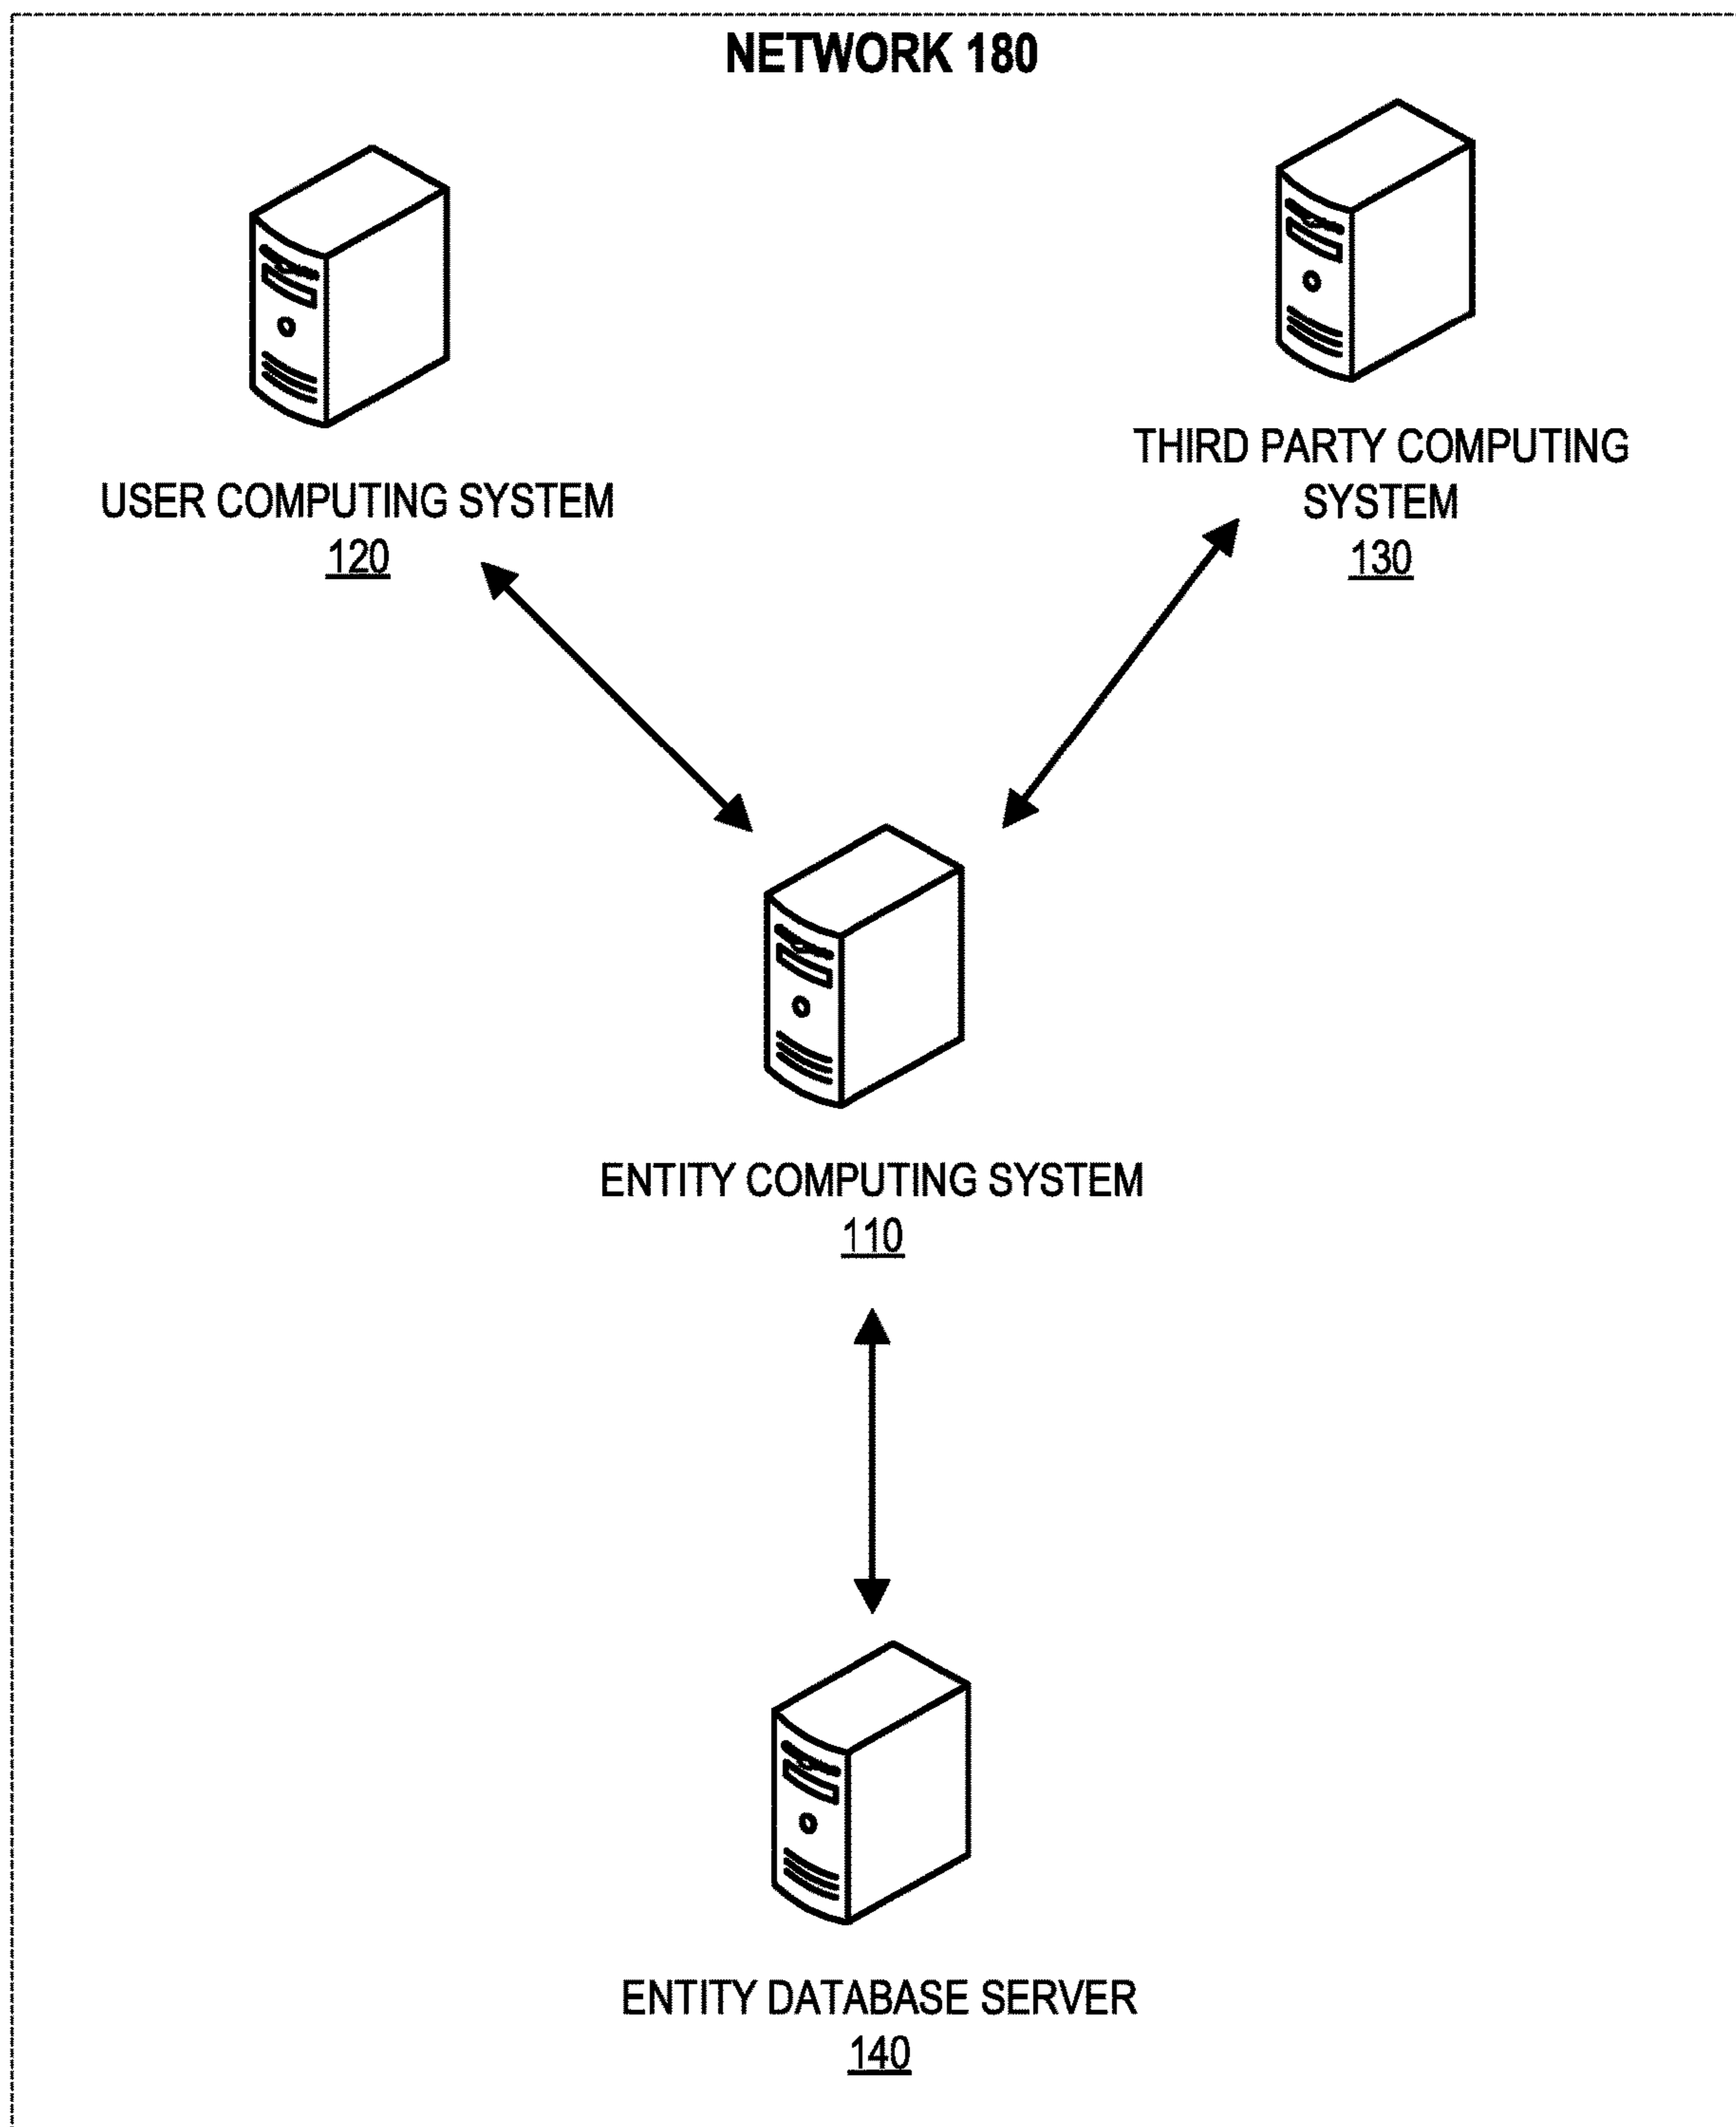 NETWORK 180
USER COMPUTING SYSTEM
120
THIRD PARTY COMPUTING
SYSTEM
130
ENTITY COMPUTING SYSTEM
110
ENTITY DATABASE SERVER
140